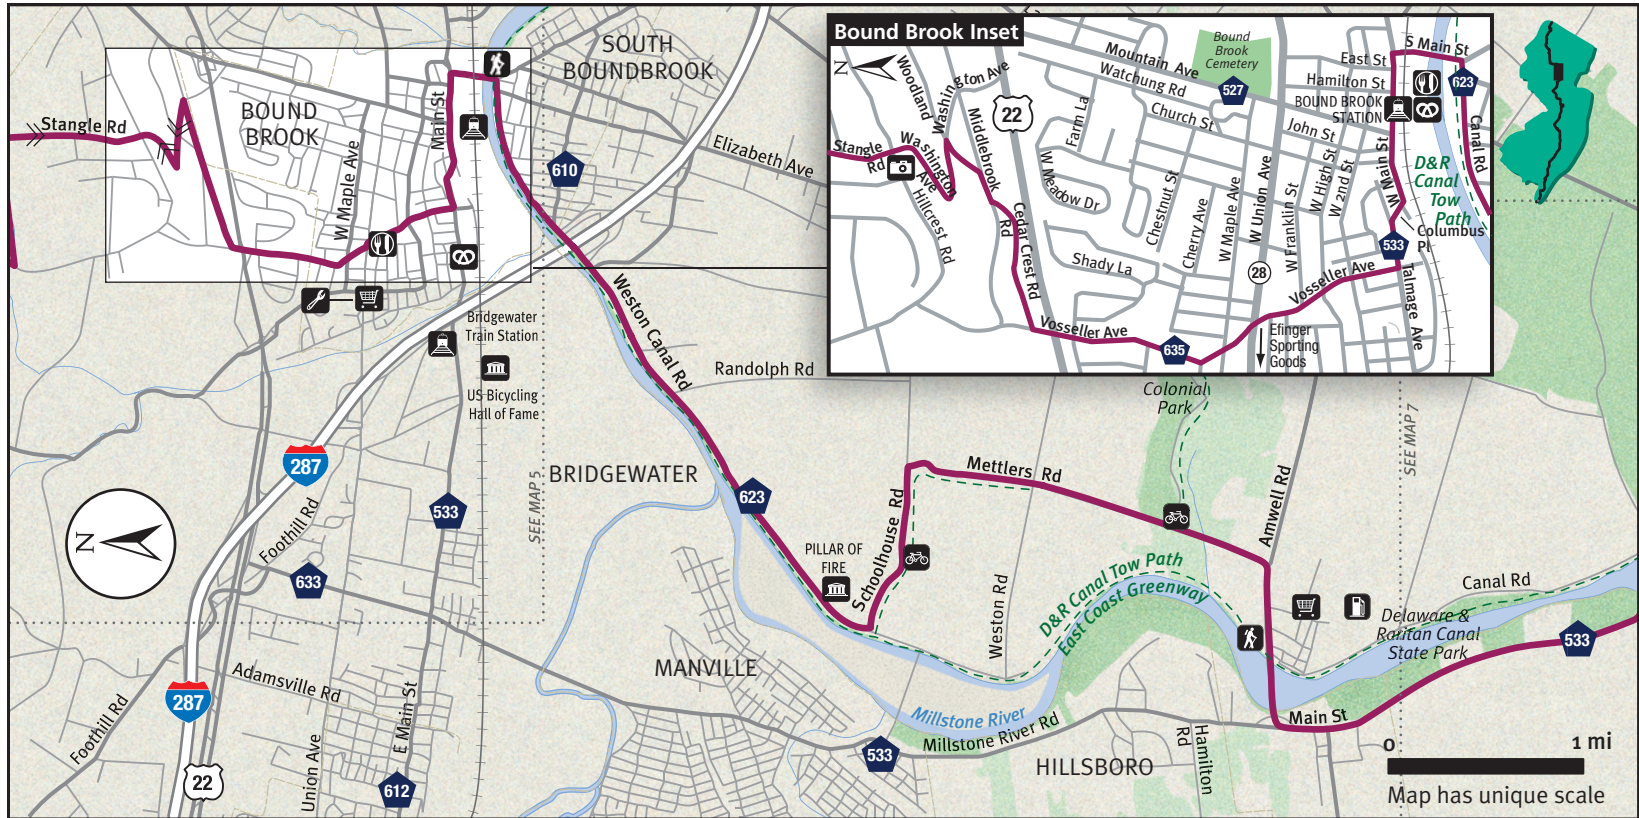 Bound Brook Inset
N
Woodland
Washington Ave
Mountain Ave
Watchung Rd
Bound
Brook
Cemetery
527
22
Middlebrook
Rd
Farm La
Church St
John St
East St
S Main St
Hamilton St
BOUND BROOK
STATION
623
Canal Rd
D&R
Canal
Tow
Path
Stangle
Rd
Washington
Ave
Hillcrest Rd
Cedar Crest Rd
W Meadow Dr
Shady La
Chestnut St
Cherry Ave
W Maple Ave
W Union Ave
W Franklin St
W High St
W 2nd St
W Main St
Columbus
Pl
533
28
Vosseller Ave
Talmage Ave
Vosseller Ave
635
Efinger
Sporting
Goods
SOUTH
BOUNDBROOK
BOUND
BROOK
Stangle Rd
Main St
W Maple Ave
610
Elizabeth Ave
Bridgewater
Train Station
US Bicycling
Hall of Fame
Weston Canal Rd
Randolph Rd
Colonial
Park
SEE MAP 7
SEE MAP 5
287
BRIDGEWATER
623
Mettlers Rd
Schoolhouse Rd
Amwell Rd
N
Foothill Rd
533
633
PILLAR OF
FIRE
Weston Rd
D&R Canal Tow Path
East Coast Greenway
Canal Rd
Delaware &
Raritan Canal
State Park
533
MANVILLE
287
Adamsville Rd
Foothill Rd
Union Ave
E Main St
22
612
Millstone River
Millstone River Rd
533
HILLSBORO
Hamilton
Rd
Main St
0 1 mi
Map has unique scale